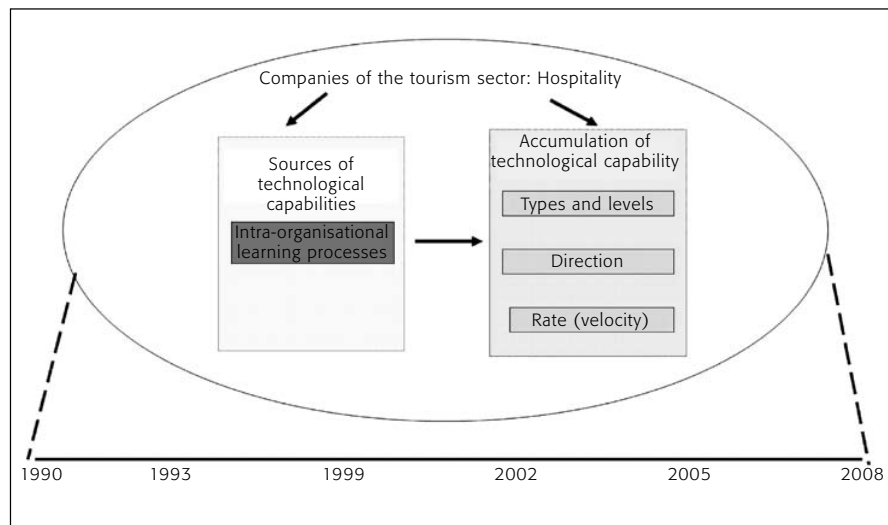 Companies of the tourism sector: Hospitality
Sources of
technological
capabilities
Intra-organisational
learning processes
Accumulation of
technological capability
Types and levels
Direction
Rate (velocity)
1990 1993 1999 2002 2005 2008